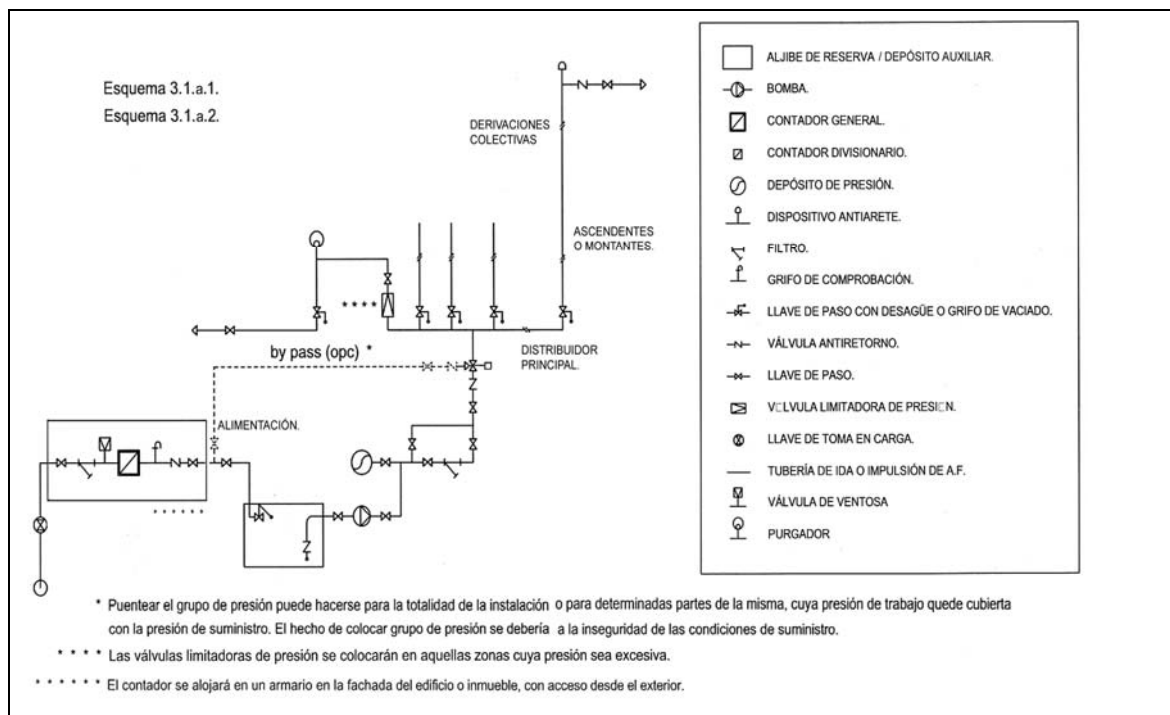 Esquema 3.1.a.1.
Esquema 3.1.a.2.
DERIVACIONES
COLECTIVAS
ASCENDENTES
O MONTANTES.
* * * *
by pass (opc) *
DISTRIBUIDOR
PRINCIPAL.
ALIMENTACIÓN.
* * * * * *
ALJIBE DE RESERVA / DEPÓSITO AUXILIAR.
BOMBA.
CONTADOR GENERAL.
CONTADOR DIVISIONARIO.
DEPÓSITO DE PRESIÓN.
DISPOSITIVO ANTIARETE.
FILTRO.
GRIFO DE COMPROBACIÓN.
LLAVE DE PASO CON DESAGÜE O GRIFO DE VACIADO.
VÁLVULA ANTIRETORNO.
LLAVE DE PASO.
V□LVULA LIMITADORA DE PRESI□N.
LLAVE DE TOMA EN CARGA.
TUBERÍA DE IDA O IMPULSIÓN DE A.F.
VÁLVULA DE VENTOSA
PURGADOR
* Puentear el grupo de presión puede hacerse para la totalidad de la instalación o para determinadas partes de la misma, cuya presión de trabajo quede cubierta
con la presión de suministro. El hecho de colocar grupo de presión se debería a la inseguridad de las condiciones de suministro.
* * * * Las válvulas limitadoras de presión se colocarán en aquellas zonas cuya presión sea excesiva.
* * * * * * El contador se alojará en un armario en la fachada del edificio o inmueble, con acceso desde el exterior.